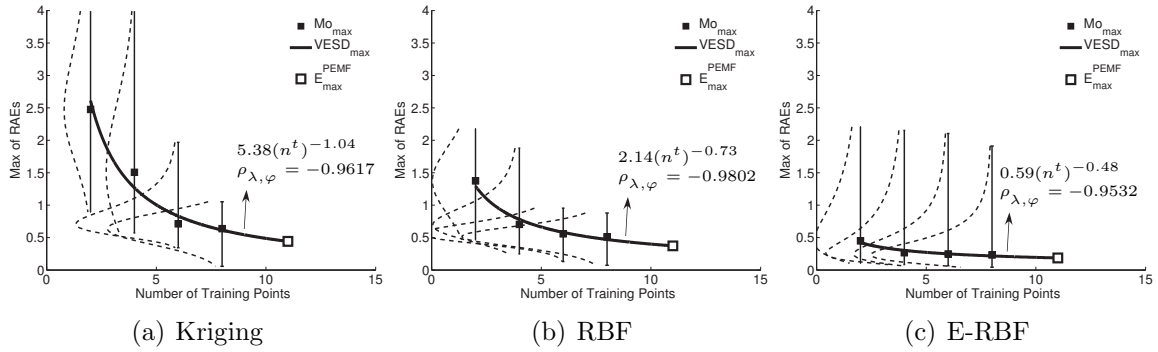 4
3.5
3
2.5
2
1.5
1
0.5
0
Max of RAEs
Mo_max
VESD_max
E_max^PEMF
5.38(n^t)^−1.04
ρ_λ,φ = −0.9617
0 5 10 15
Number of Training Points
(a) Kriging
4
3.5
3
2.5
2
1.5
1
0.5
0
Max of RAEs
Mo_max
VESD_max
E_max^PEMF
2.14(n^t)^−0.73
ρ_λ,φ = −0.9802
0 5 10 15
Number of Training Points
(b) RBF
4
3.5
3
2.5
2
1.5
1
0.5
0
Max of RAEs
Mo_max
VESD_max
E_max^PEMF
0.59(n^t)^−0.48
ρ_λ,φ = −0.9532
0 5 10 15
Number of Training Points
(c) E-RBF